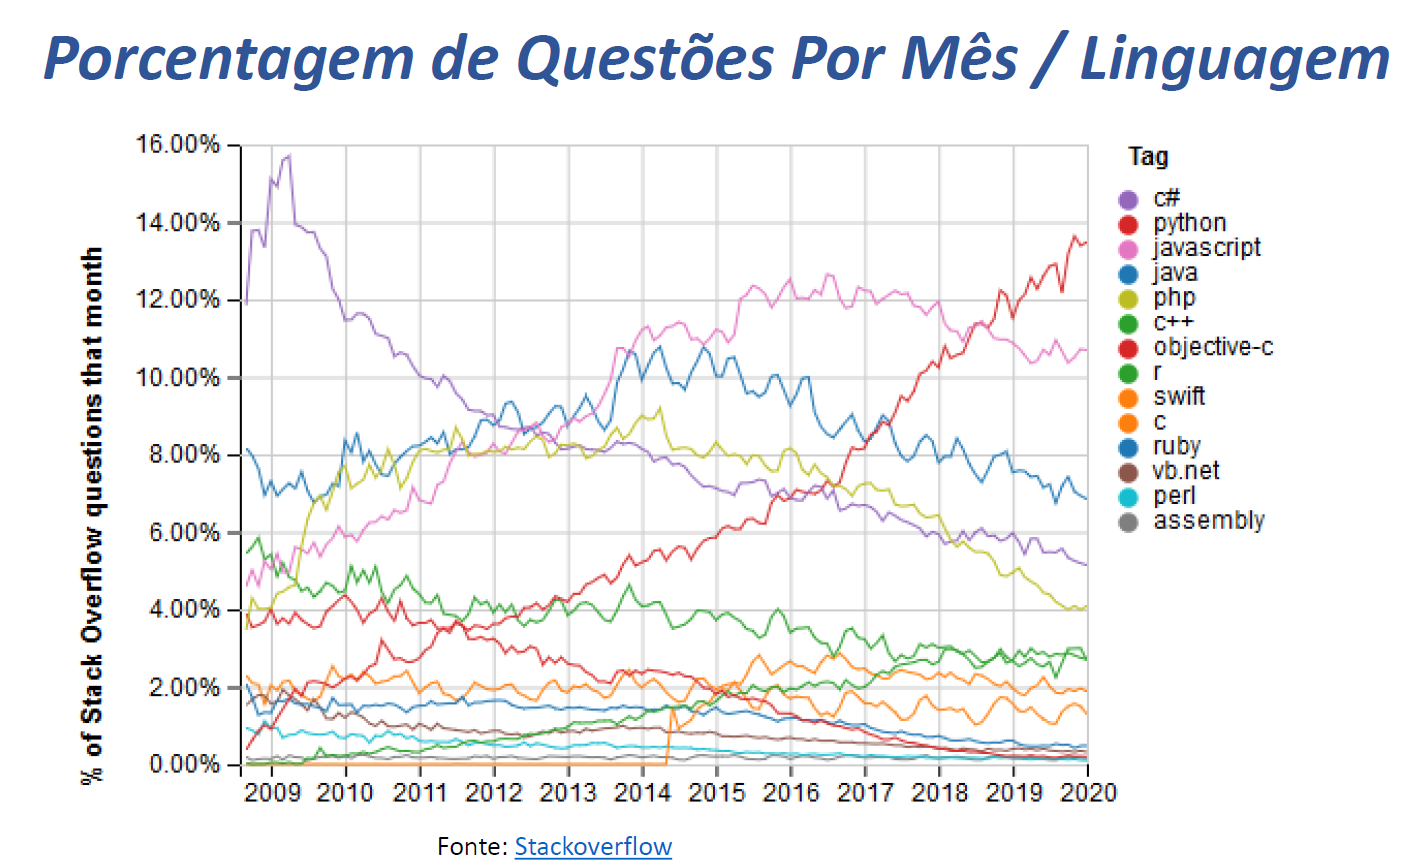 Porcentagem de Questões Por Mês / Linguagem
% of Stack Overflow questions that month
16.00%
14.00%
12.00%
10.00%
8.00%
6.00%
4.00%
2.00%
0.00%
2009 2010 2011 2012 2013 2014 2015 2016 2017 2018 2019 2020
Tag
c#
python
javascript
java
php
c++
objective-c
r
swift
c
ruby
vb.net
perl
assembly
Fonte: Stackoverflow